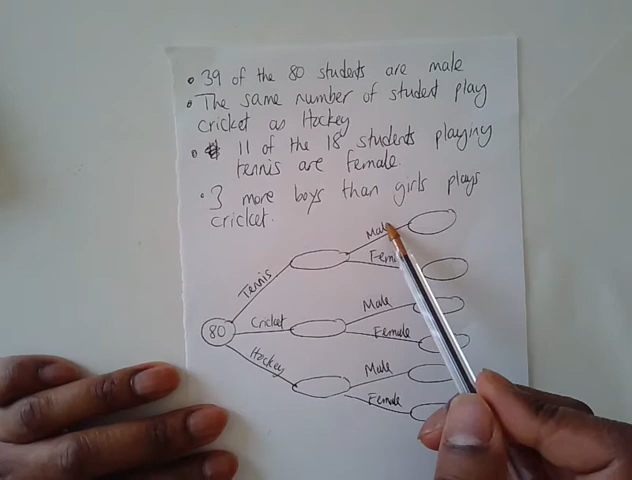 • 39 of the 80 students are male
• The same number of student play
cricket as Hockey
• 11 of the 18 students playing
tennis are female.
• 3 more boys than girls plays
cricket.
Male
Tennis
80
Cricket
Male
Female
Hockey
Male
Female